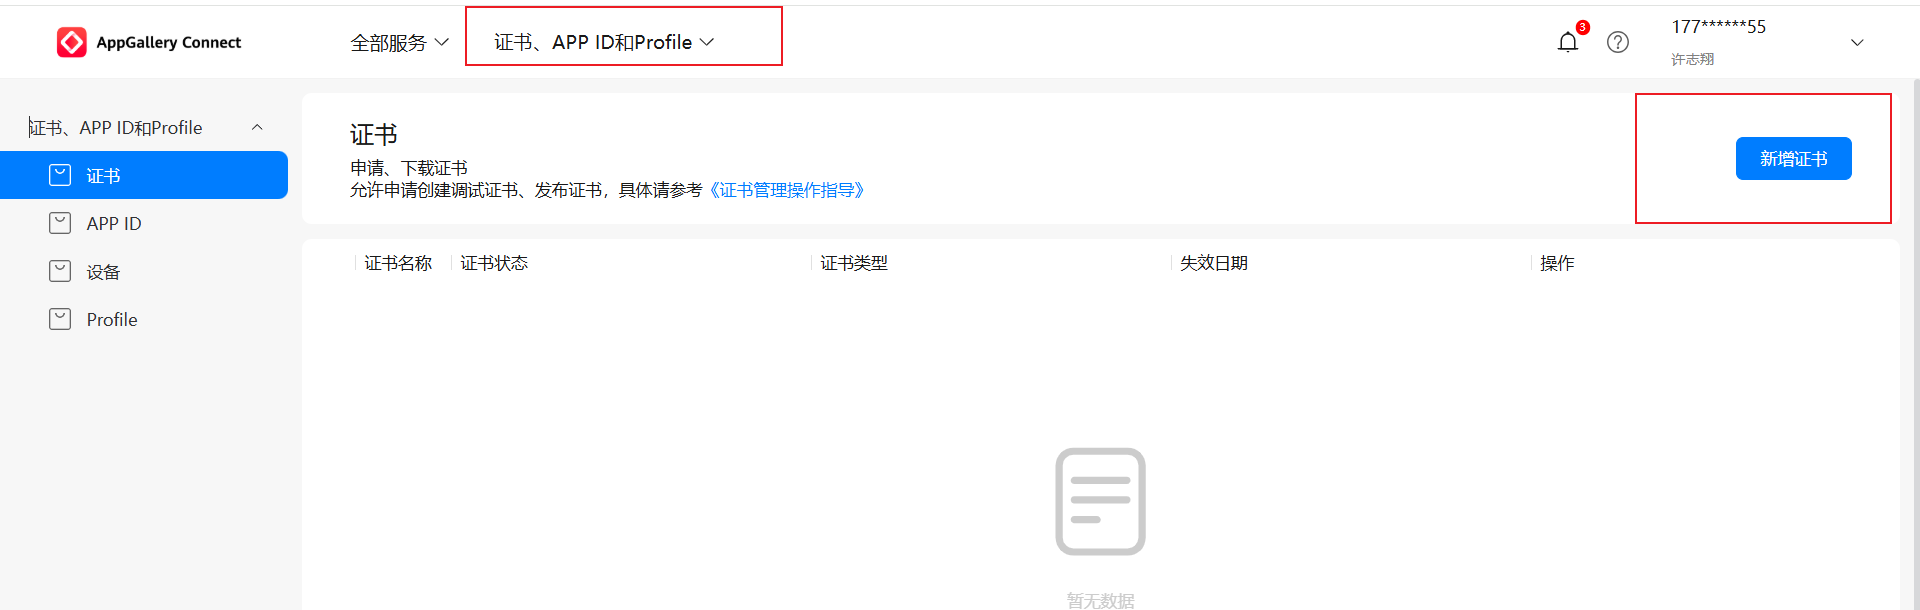 AppGallery Connect
全部服务
证书、APP ID和Profile
3
177******55
许志翔
证书、APP ID和Profile
证书
APP ID
设备
Profile
证书
申请、下载证书
允许申请创建调试证书、发布证书，具体请参考《证书管理操作指导》
新增证书
证书名称 证书状态 证书类型 失效日期 操作
暂无数据